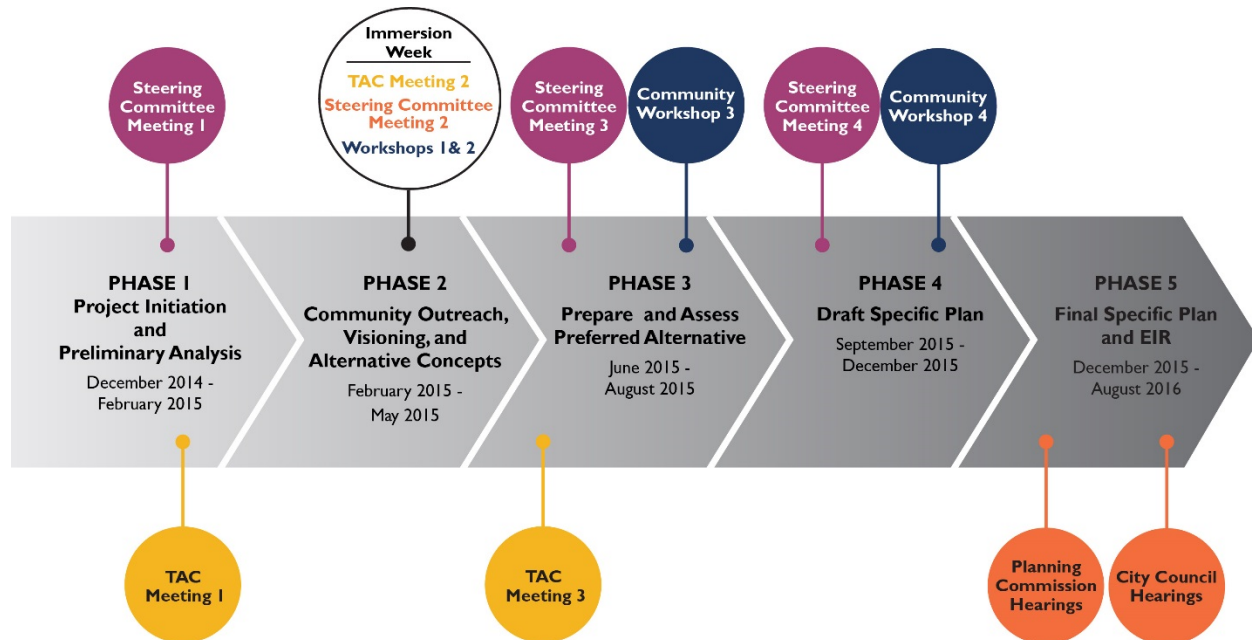 Steering
Committee
Meeting 1
Immersion
Week
TAC Meeting 2
Steering Committee
Meeting 2
Workshops 1& 2
Steering
Committee
Meeting 3
Community
Workshop 3
Steering
Committee
Meeting 4
Community
Workshop 4
PHASE 1
Project Initiation
and
Preliminary Analysis
December 2014 -
February 2015
PHASE 2
Community Outreach,
Visioning, and
Alternative Concepts
February 2015 -
May 2015
PHASE 3
Prepare and Assess
Preferred Alternative
June 2015 -
August 2015
PHASE 4
Draft Specific Plan
September 2015 -
December 2015
PHASE 5
Final Specific Plan
and EIR
December 2015 -
August 2016
TAC
Meeting 1
TAC
Meeting 3
Planning
Commission
Hearings
City Council
Hearings